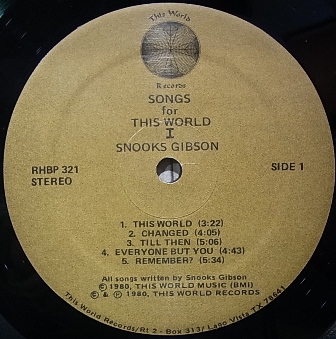 This World
Records
SONGS
for
THIS WORLD
I
SNOOKS GIBSON
RHBP 321
STEREO
SIDE 1
1. THIS WORLD (3:22)
2. CHANGED (4:05)
3. TILL THEN (5:06)
4. EVERYONE BUT YOU (4:43)
5. REMEMBER? (5:34)
All songs written by Snooks Gibson
© 1980, THIS WORLD MUSIC (BMI)
© & ℗ 1980, THIS WORLD RECORDS
This World Records/Rt 2 - Box 313/ Lago Vista TX 78641